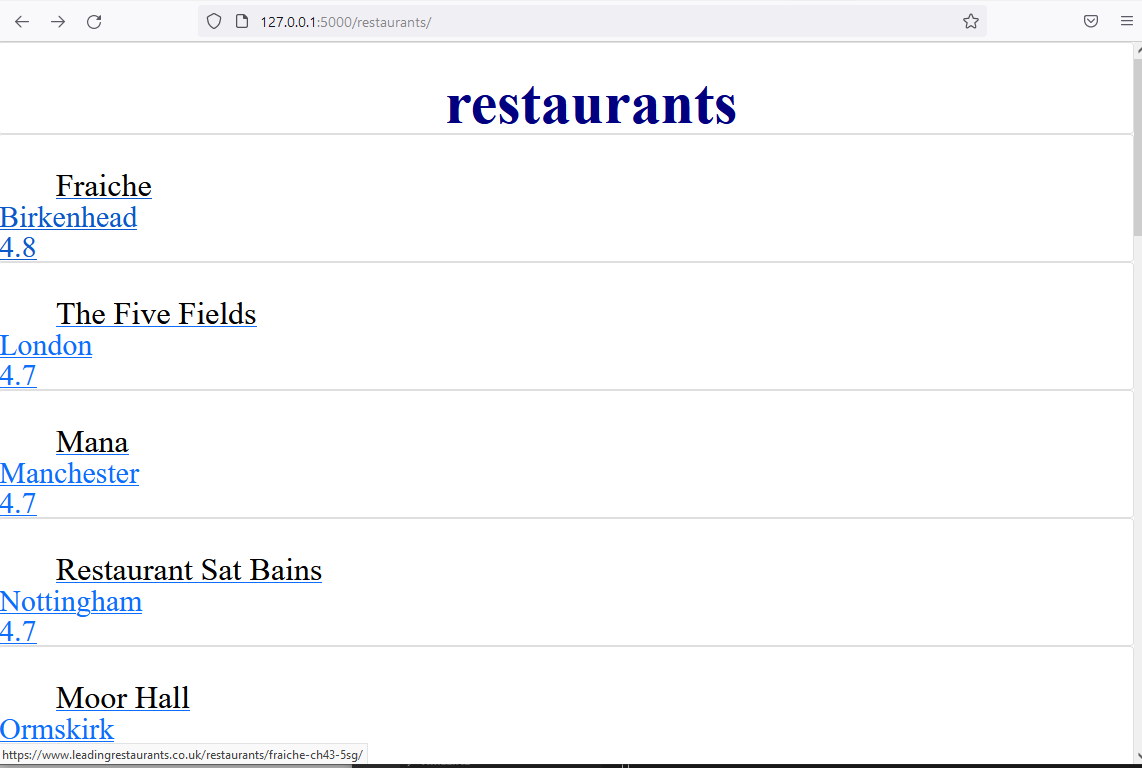 127.0.0.1:5000/restaurants/
restaurants
Fraiche
Birkenhead
4.8
The Five Fields
London
4.7
Mana
Manchester
4.7
Restaurant Sat Bains
Nottingham
4.7
Moor Hall
Ormskirk
https://www.leadingrestaurants.co.uk/restaurants/fraiche-ch43-5sg/